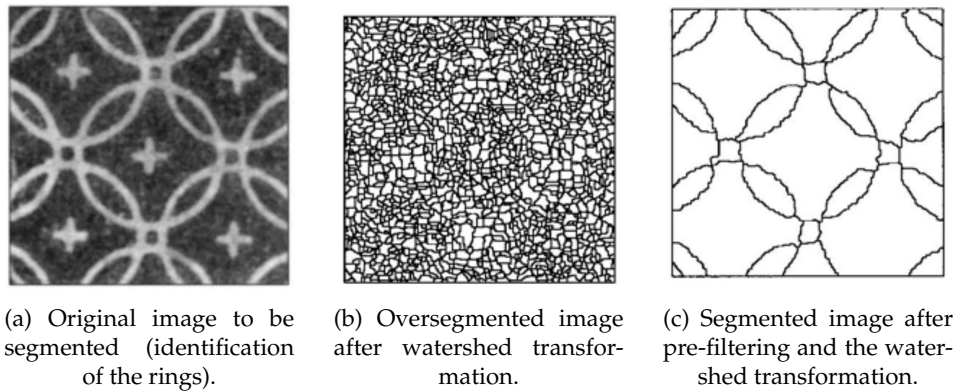 (a) Original image to be
segmented (identification
of the rings).
(b) Oversegmented image
after watershed transfor-
mation.
(c) Segmented image after
pre-filtering and the water-
shed transformation.